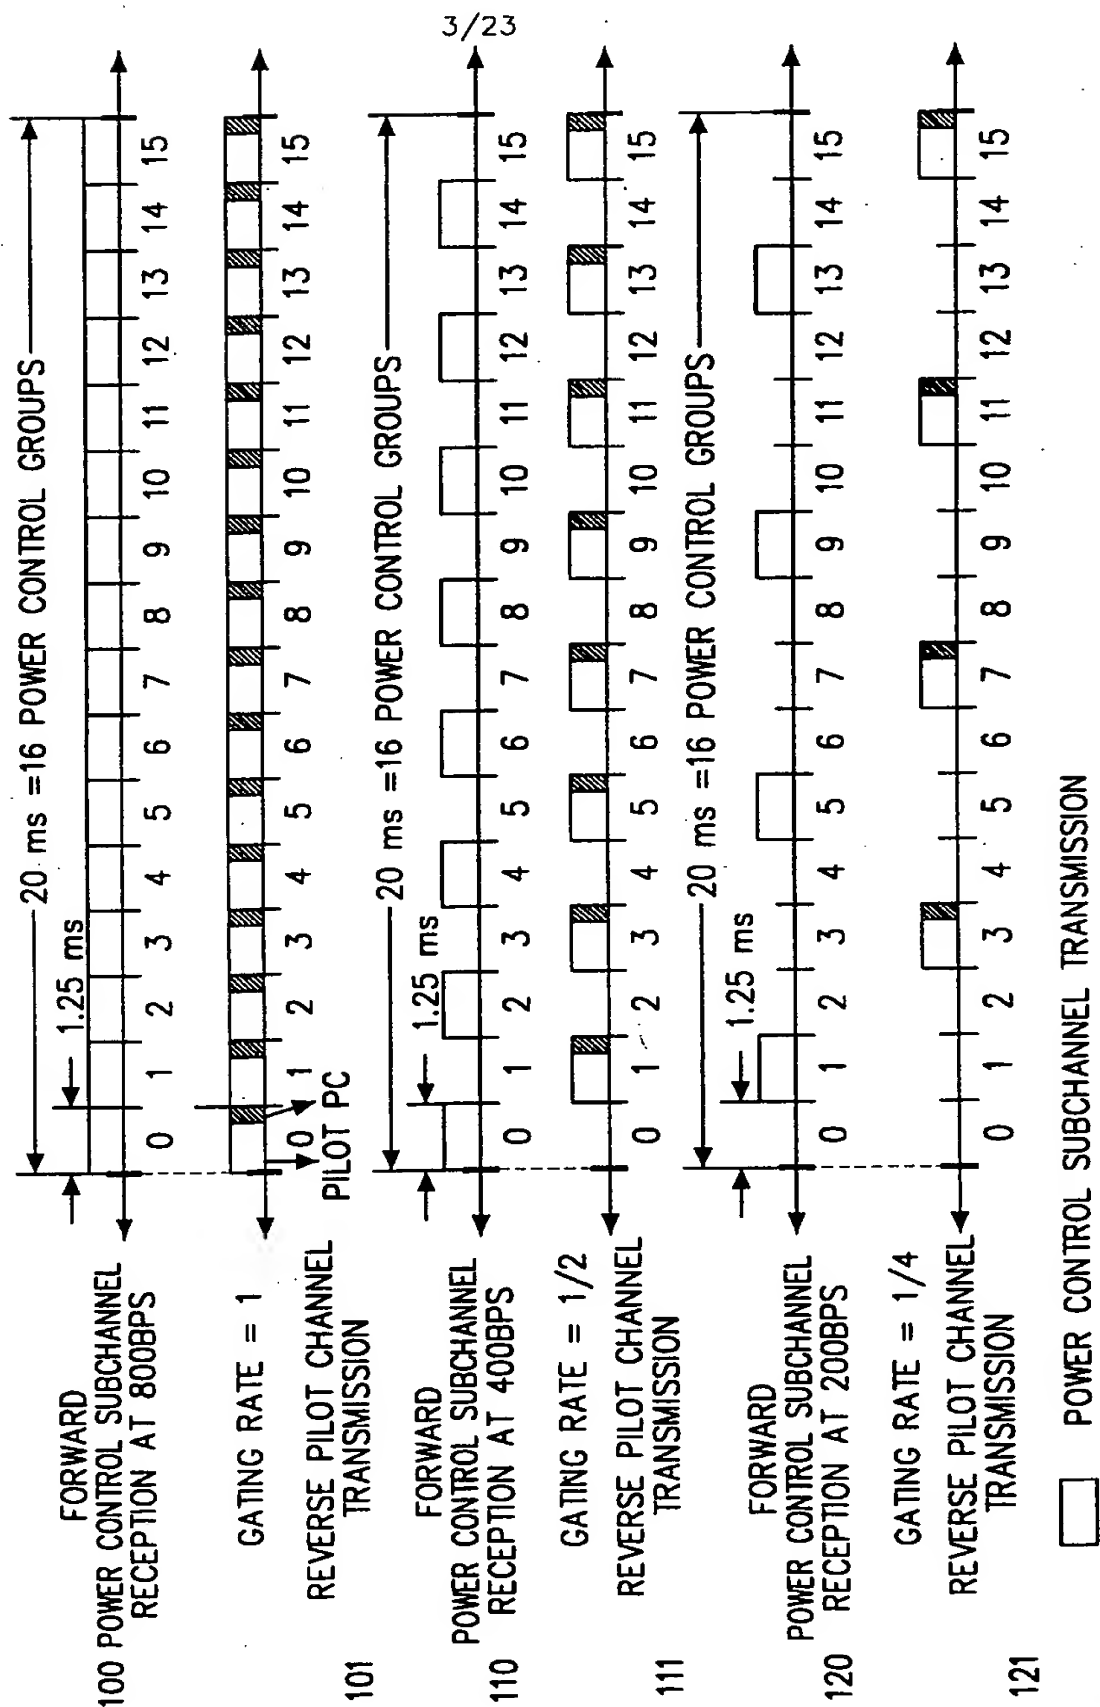 3/23
20 ms =16 POWER CONTROL GROUPS
1.25 ms
FORWARD
100 POWER CONTROL SUBCHANNEL
RECEPTION AT 800BPS
0 1 2 3 4 5 6 7 8 9 10 11 12 13 14 15
GATING RATE = 1
101
REVERSE PILOT CHANNEL
TRANSMISSION
0 1 2 3 4 5 6 7 8 9 10 11 12 13 14 15
PILOT PC
20 ms =16 POWER CONTROL GROUPS
1.25 ms
FORWARD
110 POWER CONTROL SUBCHANNEL
RECEPTION AT 400BPS
0 1 2 3 4 5 6 7 8 9 10 11 12 13 14 15
GATING RATE = 1/2
111
REVERSE PILOT CHANNEL
TRANSMISSION
0 1 2 3 4 5 6 7 8 9 10 11 12 13 14 15
20 ms =16 POWER CONTROL GROUPS
1.25 ms
FORWARD
120 POWER CONTROL SUBCHANNEL
RECEPTION AT 200BPS
0 1 2 3 4 5 6 7 8 9 10 11 12 13 14 15
GATING RATE = 1/4
121
REVERSE PILOT CHANNEL
TRANSMISSION
0 1 2 3 4 5 6 7 8 9 10 11 12 13 14 15
POWER CONTROL SUBCHANNEL TRANSMISSION